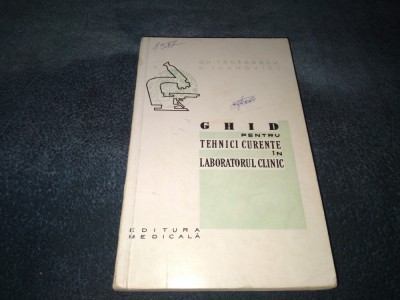 GHID
PENTRU
TEHNICI CURENTE
ÎN
LABORATORUL CLINIC
EDITURA
MEDICALĂ